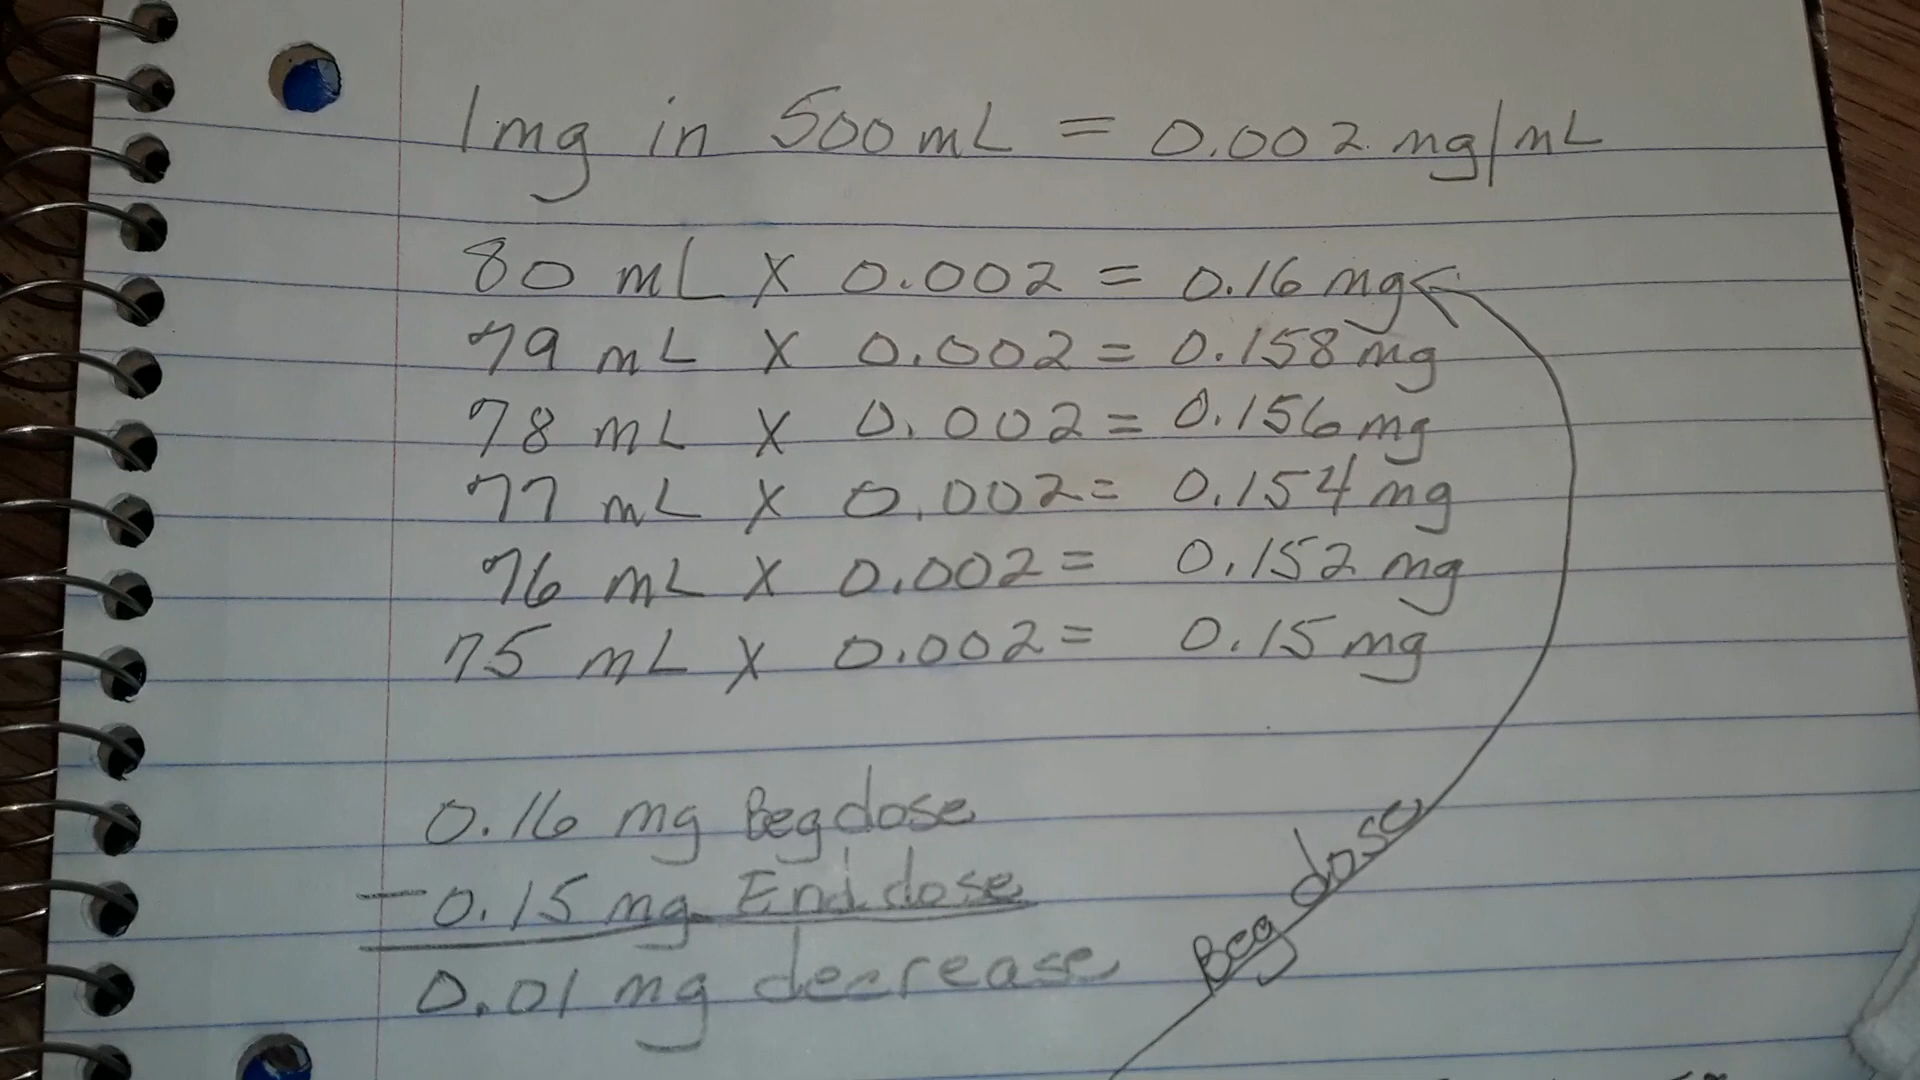 1mg in 500 mL = 0.002 mg/mL
80 mL X 0.002 = 0.16 mg
79 mL X 0.002 = 0.158 mg
78 mL X 0.002 = 0.156 mg
77 mL X 0.002 = 0.154 mg
76 mL X 0.002 = 0.152 mg
75 mL X 0.002 = 0.15 mg
0.16 mg Beg dose
- 0.15 mg End dose
0.01 mg decrease
Beg dose